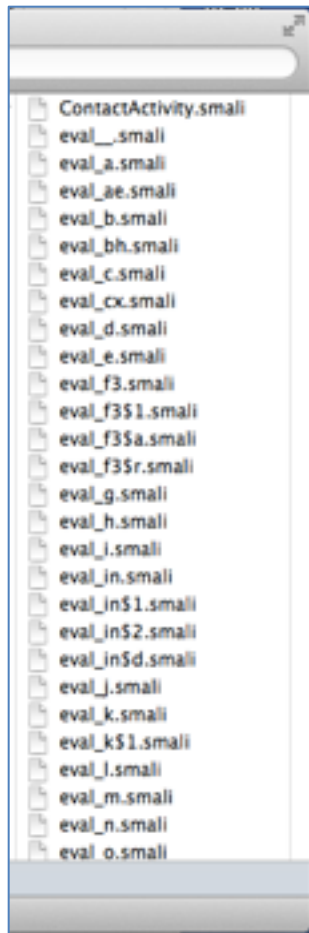 ContactActivity.smali
eval__.smali
eval_a.smali
eval_ae.smali
eval_b.smali
eval_bh.smali
eval_c.smali
eval_cx.smali
eval_d.smali
eval_e.smali
eval_f3.smali
eval_f3$1.smali
eval_f3$a.smali
eval_f3$r.smali
eval_g.smali
eval_h.smali
eval_i.smali
eval_in.smali
eval_in$1.smali
eval_in$2.smali
eval_in$d.smali
eval_j.smali
eval_k.smali
eval_k$1.smali
eval_l.smali
eval_m.smali
eval_n.smali
eval_o.smali